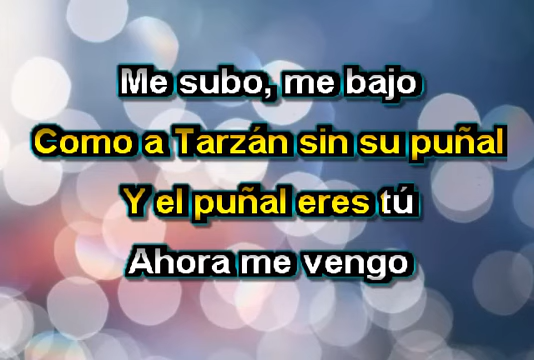 Me subo, me bajo
Como a Tarzán sin su puñal
Y el puñal eres tú
Ahora me vengo